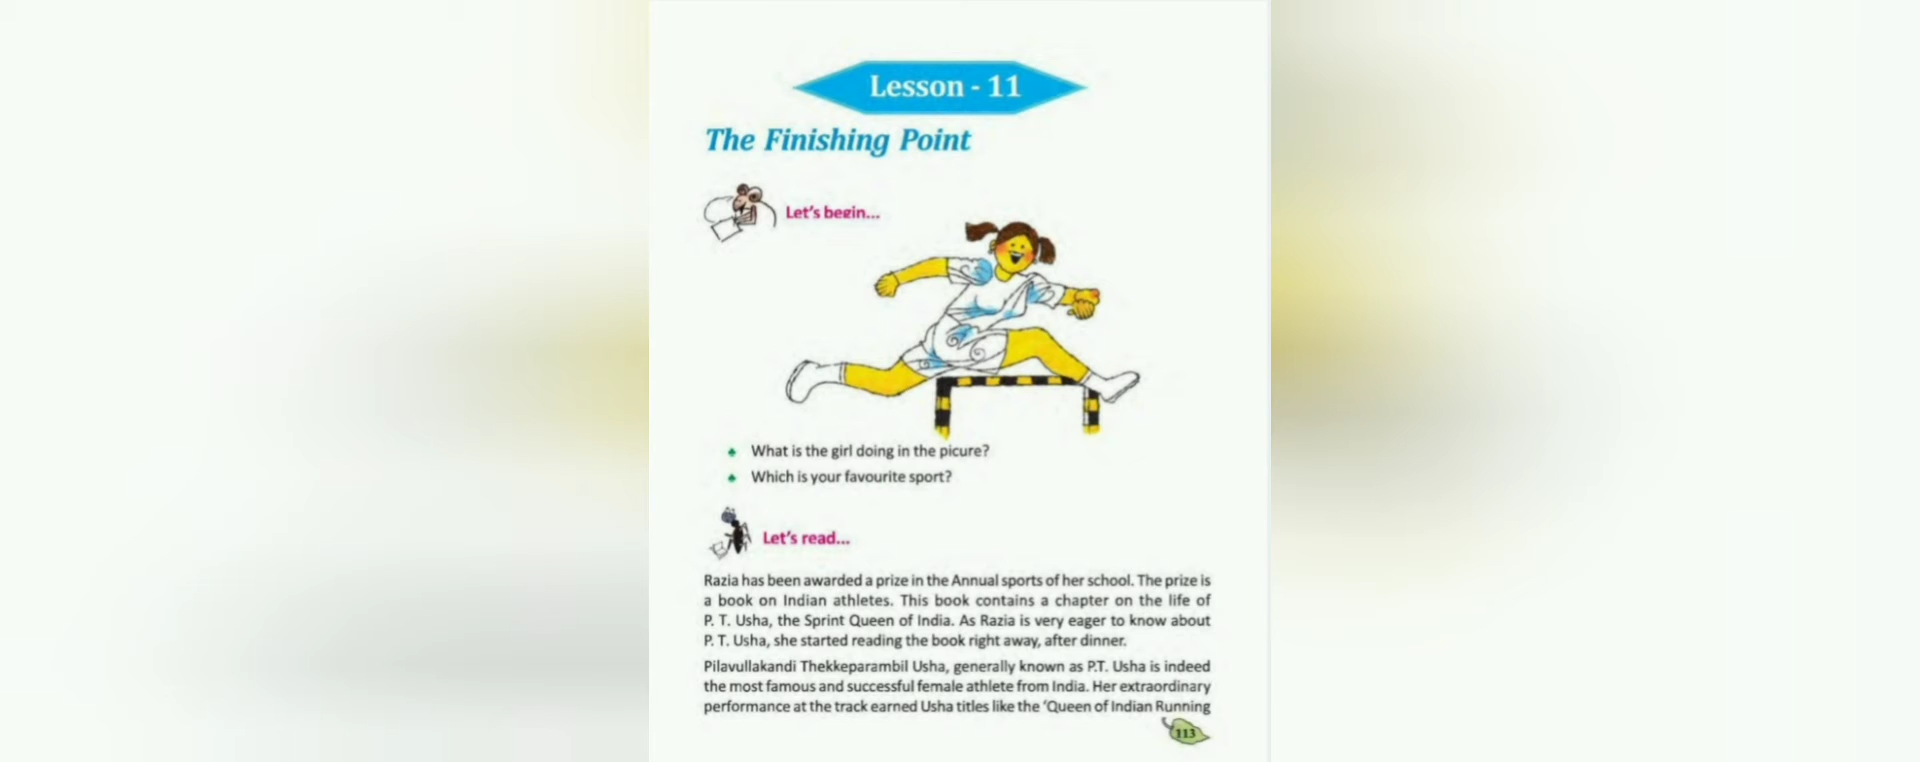 Lesson - 11
The Finishing Point
Let's begin...
What is the girl doing in the picure?
Which is your favourite sport?
Let's read...
Razia has been awarded a prize in the Annual sports of her school. The prize is
a book on Indian athletes. This book contains a chapter on the life of
P. T. Usha, the Sprint Queen of India. As Razia is very eager to know about
P. T. Usha, she started reading the book right away, after dinner.
Pilavullakandi Thekkeparambil Usha, generally known as P.T. Usha is indeed
the most famous and successful female athlete from India. Her extraordinary
performance at the track earned Usha titles like the ‘Queen of Indian Running
113